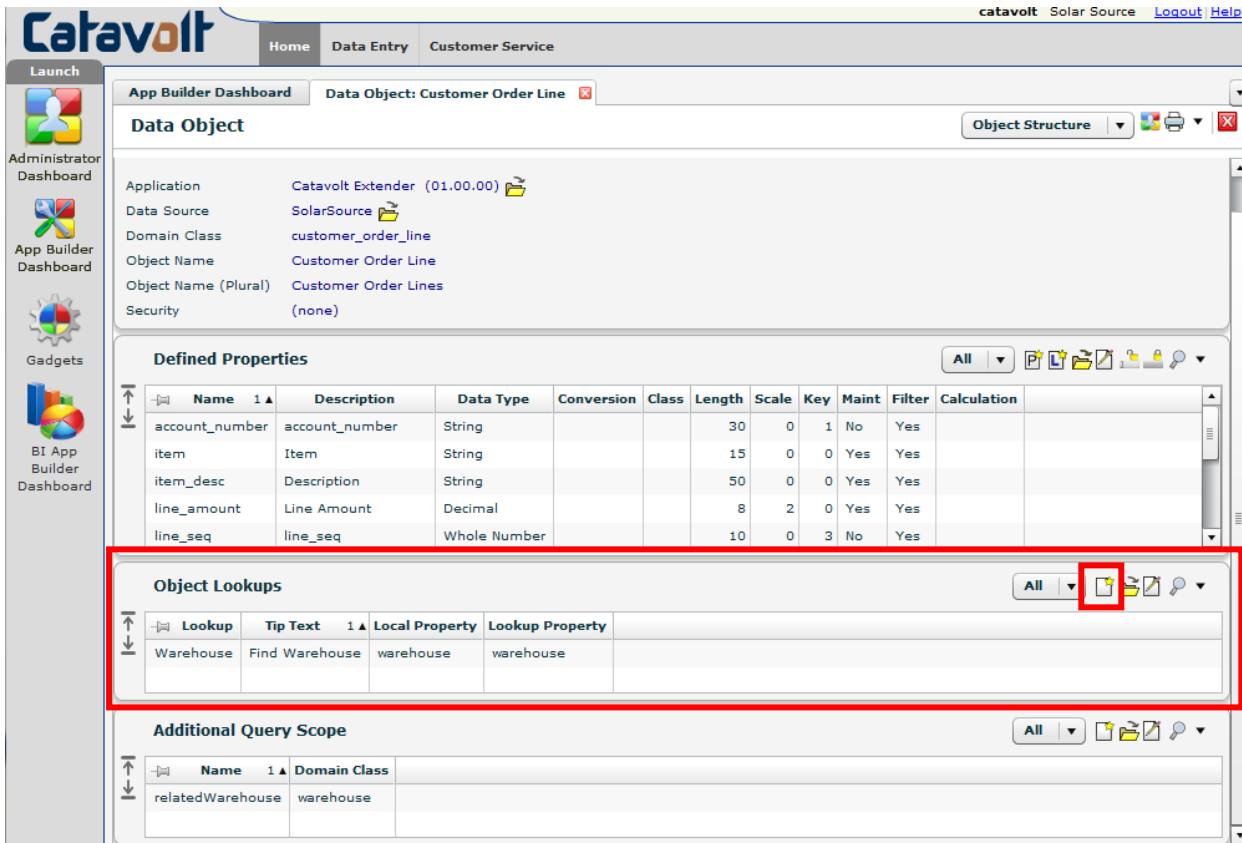 catavolt Solar Source Logout | Help
Catavolt
Home Data Entry Customer Service
Launch
Administrator
Dashboard
App Builder
Dashboard
Gadgets
BI App
Builder
Dashboard
App Builder Dashboard Data Object: Customer Order Line
Data Object Object Structure
Application Catavolt Extender (01.00.00)
Data Source SolarSource
Domain Class customer_order_line
Object Name Customer Order Line
Object Name (Plural) Customer Order Lines
Security (none)
Defined Properties All
Name 1 Description Data Type Conversion Class Length Scale Key Maint Filter Calculation
account_number account_number String 30 0 1 No Yes
item Item String 15 0 0 Yes Yes
item_desc Description String 50 0 0 Yes Yes
line_amount Line Amount Decimal 8 2 0 Yes Yes
line_seq line_seq Whole Number 10 0 3 No Yes
Object Lookups All
Lookup Tip Text 1 Local Property Lookup Property
Warehouse Find Warehouse warehouse warehouse
Additional Query Scope All
Name 1 Domain Class
relatedWarehouse warehouse